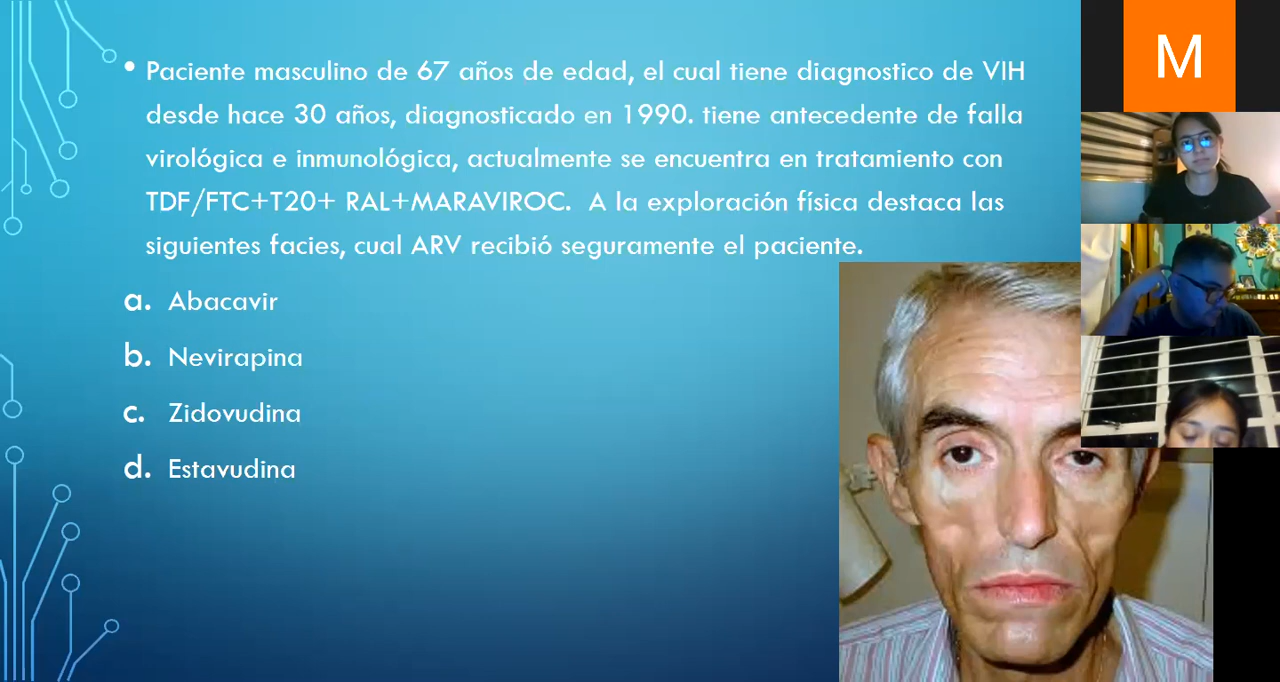 • Paciente masculino de 67 años de edad, el cual tiene diagnostico de VIH
desde hace 30 años, diagnosticado en 1990. tiene antecedente de falla
virológica e inmunológica, actualmente se encuentra en tratamiento con
TDF/FTC+T20+ RAL+MARAVIROC. A la exploración física destaca las
siguientes facies, cual ARV recibió seguramente el paciente.
a. Abacavir
b. Nevirapina
c. Zidovudina
d. Estavudina
M